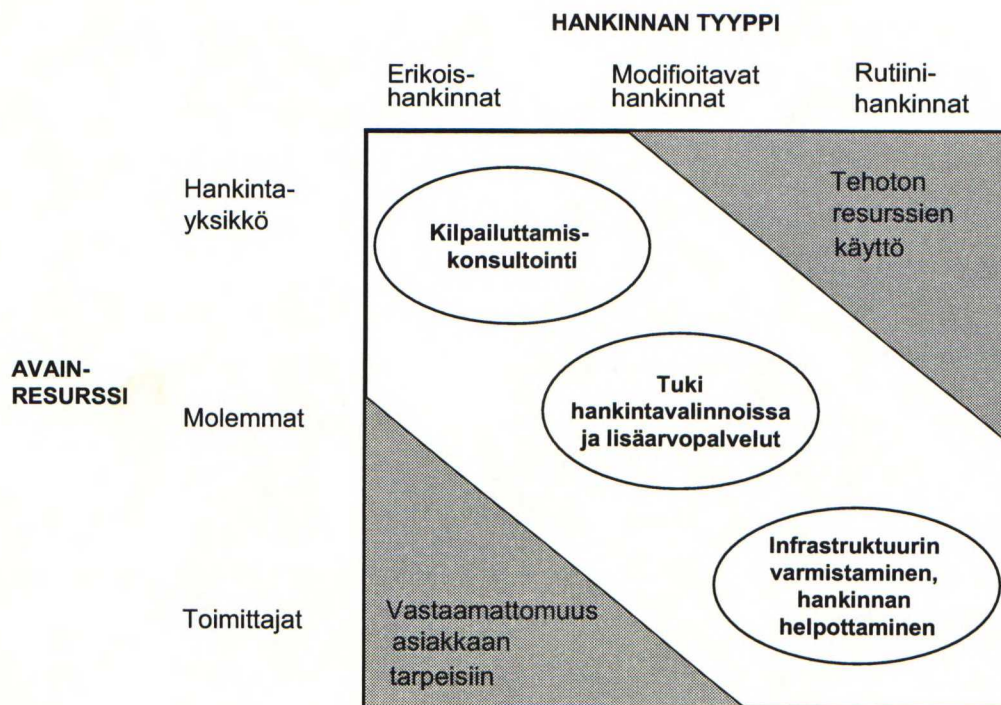 HANKINNAN TYYPPI
Erikois-
hankinnat
Modifioitavat
hankinnat
Rutiini-
hankinnat
Hankinta-
yksikkö
Kilpailuttamis-
konsultointi
Tehoton
resurssien
käyttö
AVAIN-
RESURSSI
Molemmat
Tuki
hankintavalinnoissa
ja lisäarvopalvelut
Toimittajat
Vastaamattomuus
asiakkaan
tarpeisiin
Infrastruktuurin
varmistaminen,
hankinnan
helpottaminen